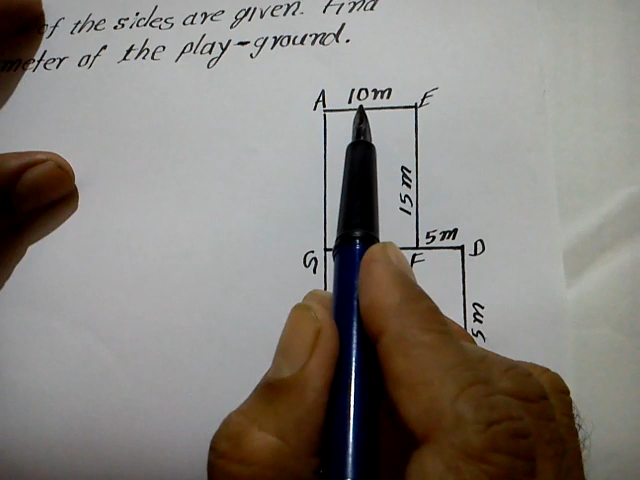 of the sides are given. Find
meter of the play-ground.
A 10m E
15m
5m
G F D
5m